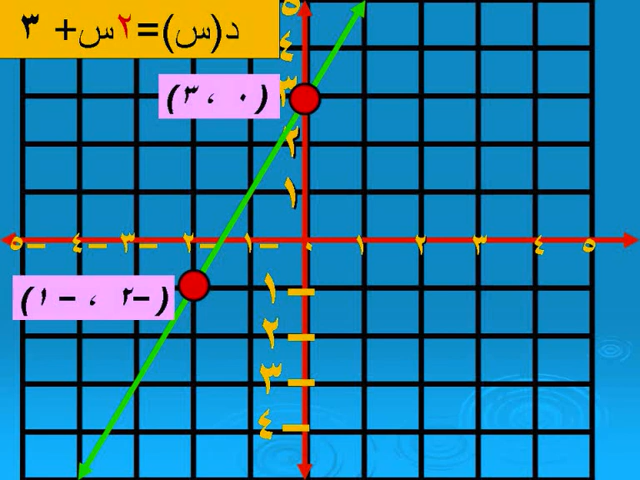 د(س)=٢س+ ٣
٥
٤
(٠ ، ٣)
٣
٢
١
-٥ -٤ -٣ -٢ -١ ٠ ١ ٢ ٣ ٤ ٥
(-٢ ، -١)
-١
-٢
-٣
-٤